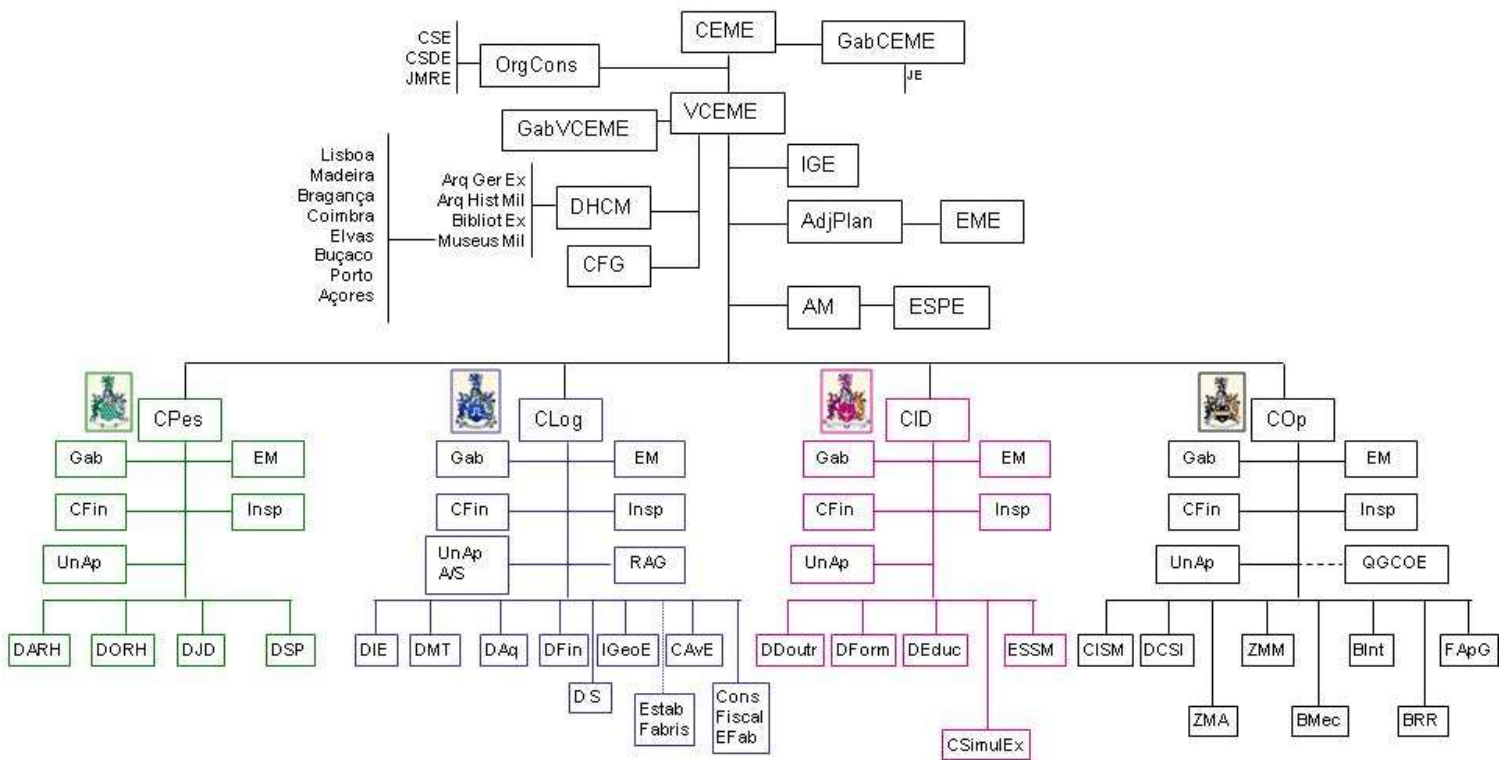 CEME
GabCEME
JE
CSE
CSDE
JMRE
OrgCons
VCEME
GabVCEME
IGE
Lisboa
Madeira
Bragança
Coimbra
Elvas
Buçaco
Porto
Açores
Arq Ger Ex
Arq Hist Mil
Bibliot Ex
Museus Mil
DHCM
AdjPlan
EME
CFG
AM
ESPE
CPes
Gab
EM
CFin
Insp
UnAp
DARH
DORH
DJD
DSP
CLog
Gab
EM
CFin
Insp
UnAp
A/S
RAG
DIE
DMT
DAq
DFin
IGeoE
CAvE
DS
Estab
Fabris
Cons
Fiscal
EFab
CID
Gab
EM
CFin
Insp
UnAp
DDoutr
DForm
DEduc
ESSM
CSimulEx
COp
Gab
EM
CFin
Insp
UnAp
QGCOE
CISM
DCSI
ZMM
BInt
FApG
ZMA
BMec
BRR